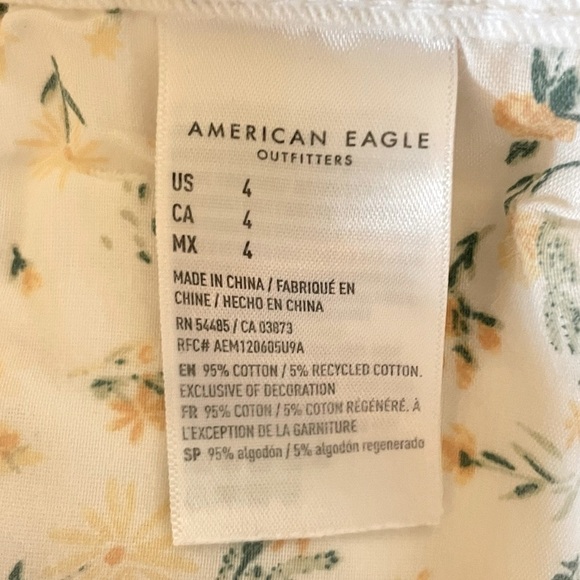 AMERICAN EAGLE
OUTFITTERS
US 4
CA 4
MX 4
MADE IN CHINA / FABRIQUÉ EN
CHINE / HECHO EN CHINA
RN 54485 / CA 03873
RFC# AEM120605U9A
EN 95% COTTON / 5% RECYCLED COTTON.
EXCLUSIVE OF DECORATION
FR 95% COTON / 5% COTON RÉGÉNÉRÉ. À
L'EXCEPTION DE LA GARNITURE
SP 95% algodón / 5% algodón regenerado